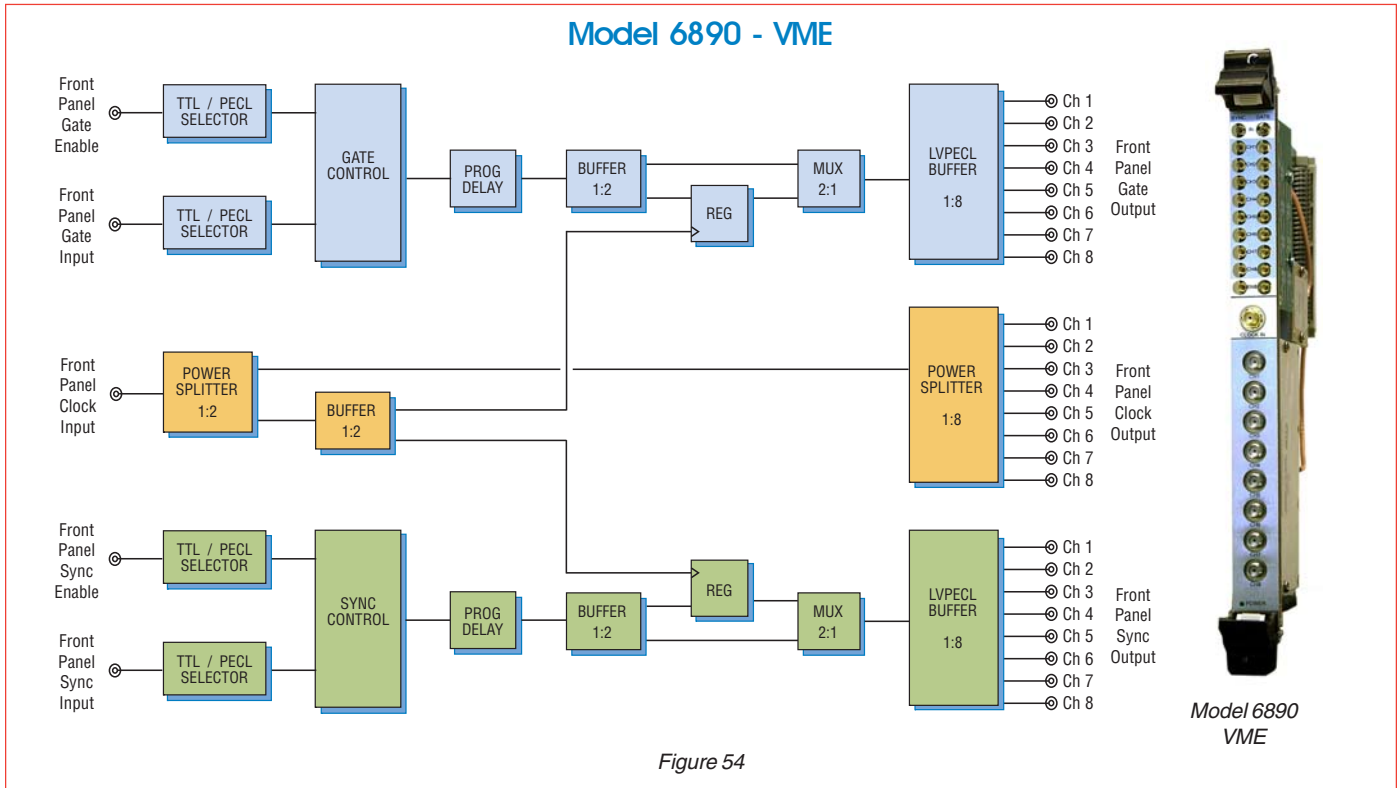 Model 6890 - VME
Front
Panel
Gate
Enable
TTL / PECL
SELECTOR
Front
Panel
Gate
Input
TTL / PECL
SELECTOR
GATE
CONTROL
PROG
DELAY
BUFFER
1:2
REG
MUX
2:1
LVPECL
BUFFER
1:8
Ch 1
Ch 2
Ch 3
Ch 4
Ch 5
Ch 6
Ch 7
Ch 8
Front
Panel
Gate
Output
Front
Panel
Clock
Input
POWER
SPLITTER
1:2
BUFFER
1:2
POWER
SPLITTER
1:8
Ch 1
Ch 2
Ch 3
Ch 4
Ch 5
Ch 6
Ch 7
Ch 8
Front
Panel
Clock
Output
Front
Panel
Sync
Enable
TTL / PECL
SELECTOR
Front
Panel
Sync
Input
TTL / PECL
SELECTOR
SYNC
CONTROL
PROG
DELAY
BUFFER
1:2
REG
MUX
2:1
LVPECL
BUFFER
1:8
Ch 1
Ch 2
Ch 3
Ch 4
Ch 5
Ch 6
Ch 7
Ch 8
Front
Panel
Sync
Output
SYNC GATE
CLOCK IN
POWER
Model 6890
VME
Figure 54